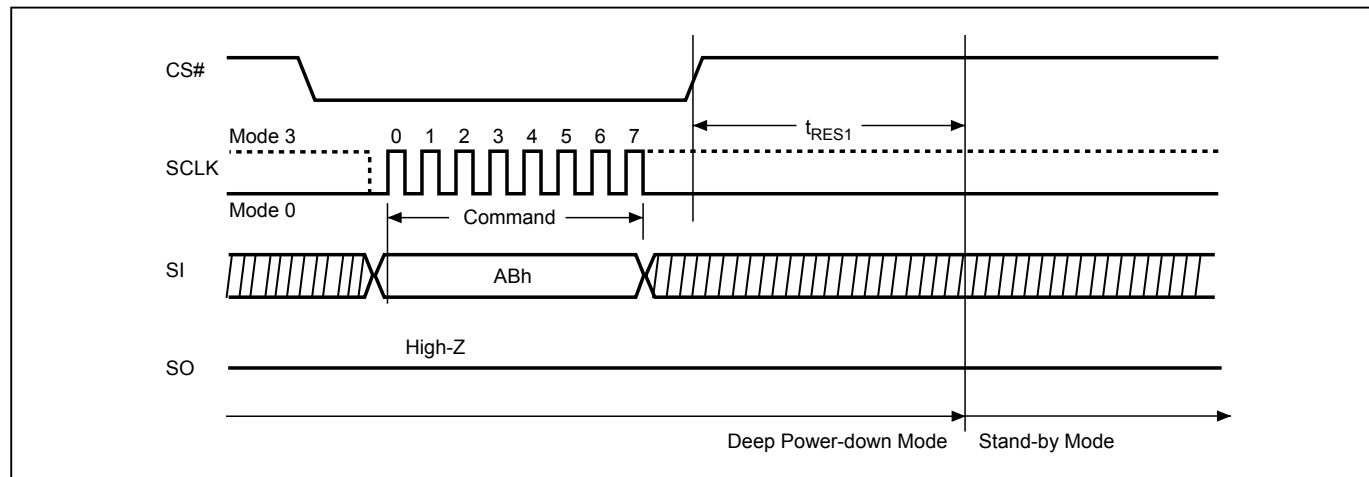 CS#
tRES1
Mode 3
0 1 2 3 4 5 6 7
SCLK
Mode 0
Command
SI
ABh
High-Z
SO
Deep Power-down Mode
Stand-by Mode